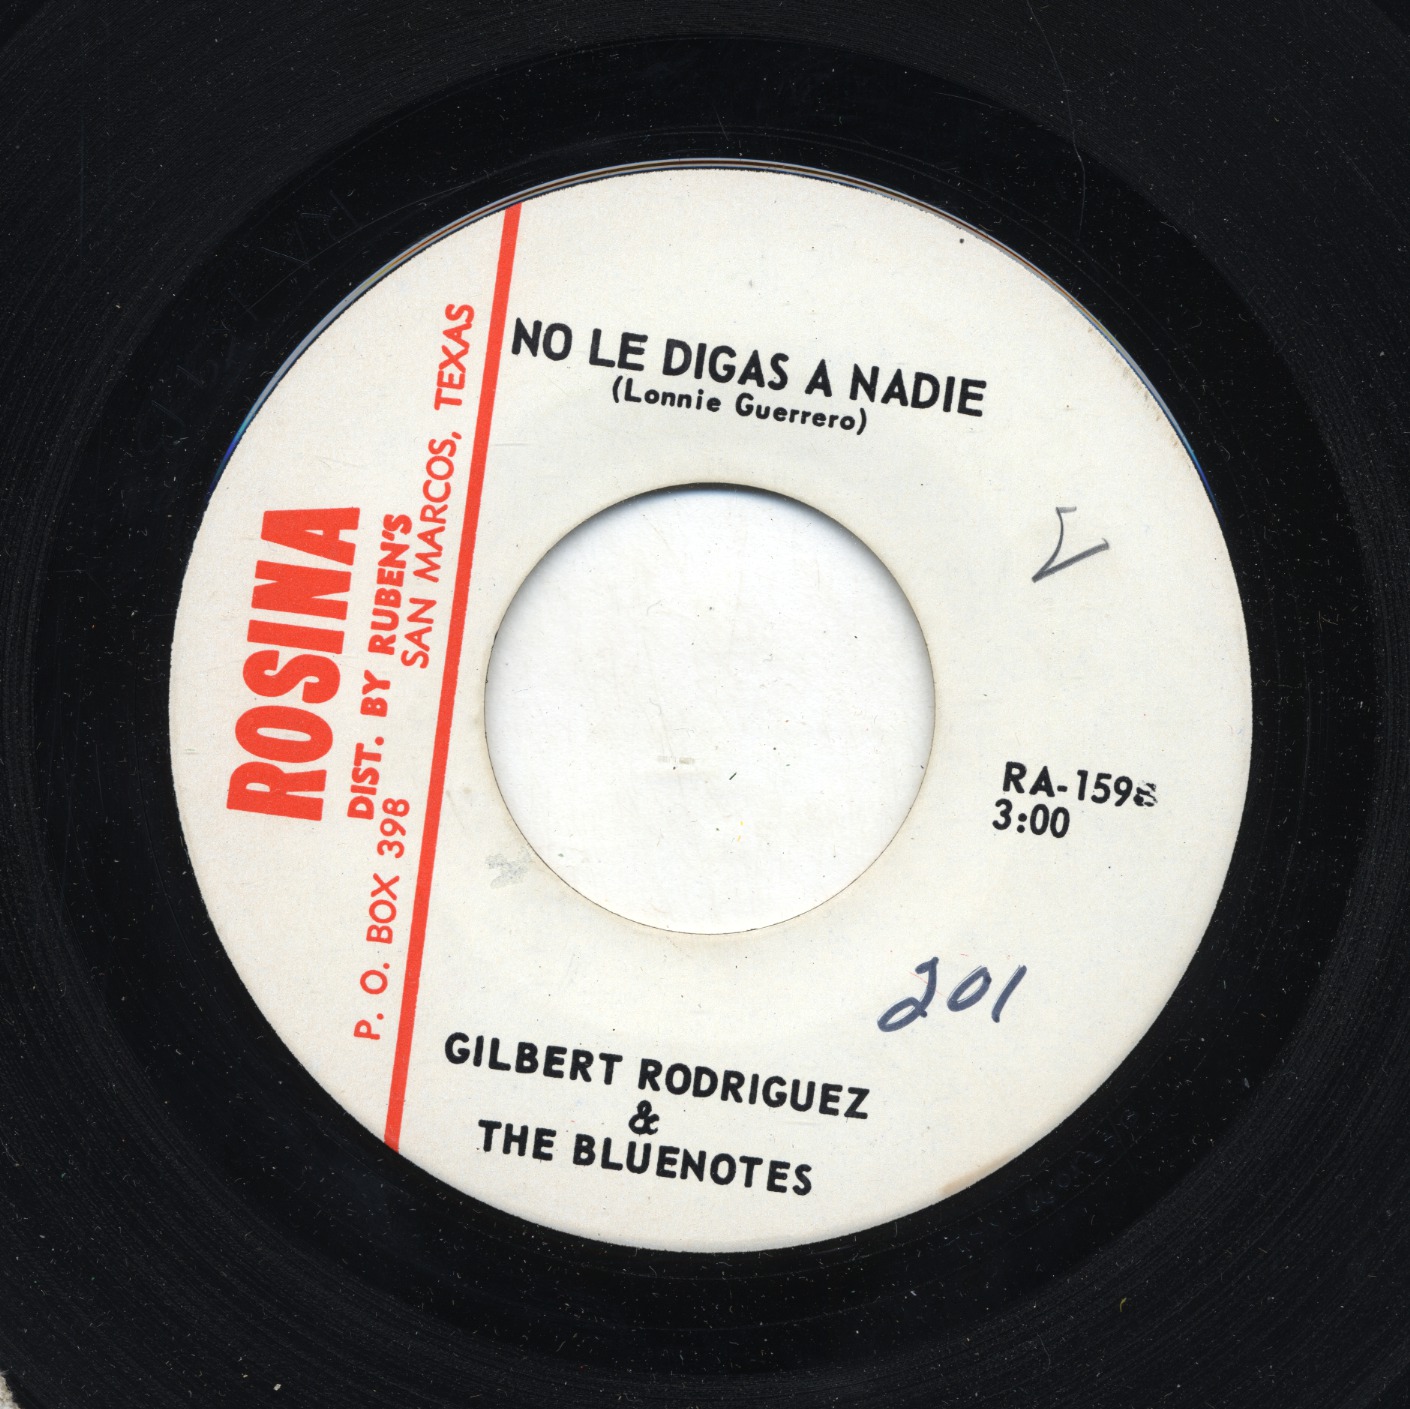 NO LE DIGAS A NADIE
(Lonnie Guerrero)
ROSINA
DIST. BY RUBEN'S
P. O. BOX 398 SAN MARCOS, TEXAS
RA-1598
3:00
201
GILBERT RODRIGUEZ
&
THE BLUENOTES